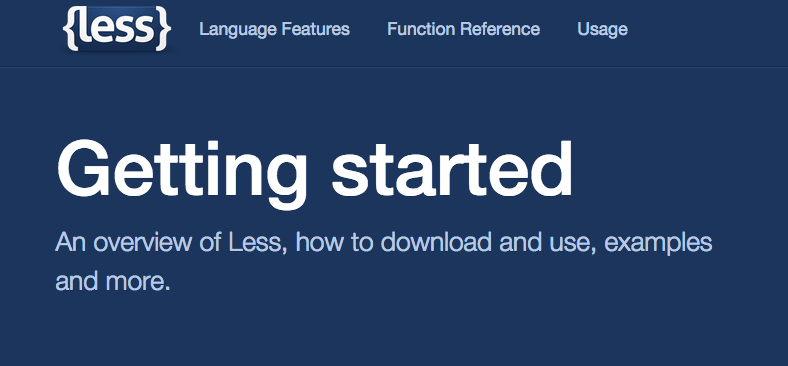 {less}
Language Features Function Reference Usage
Getting started
An overview of Less, how to download and use, examples
and more.